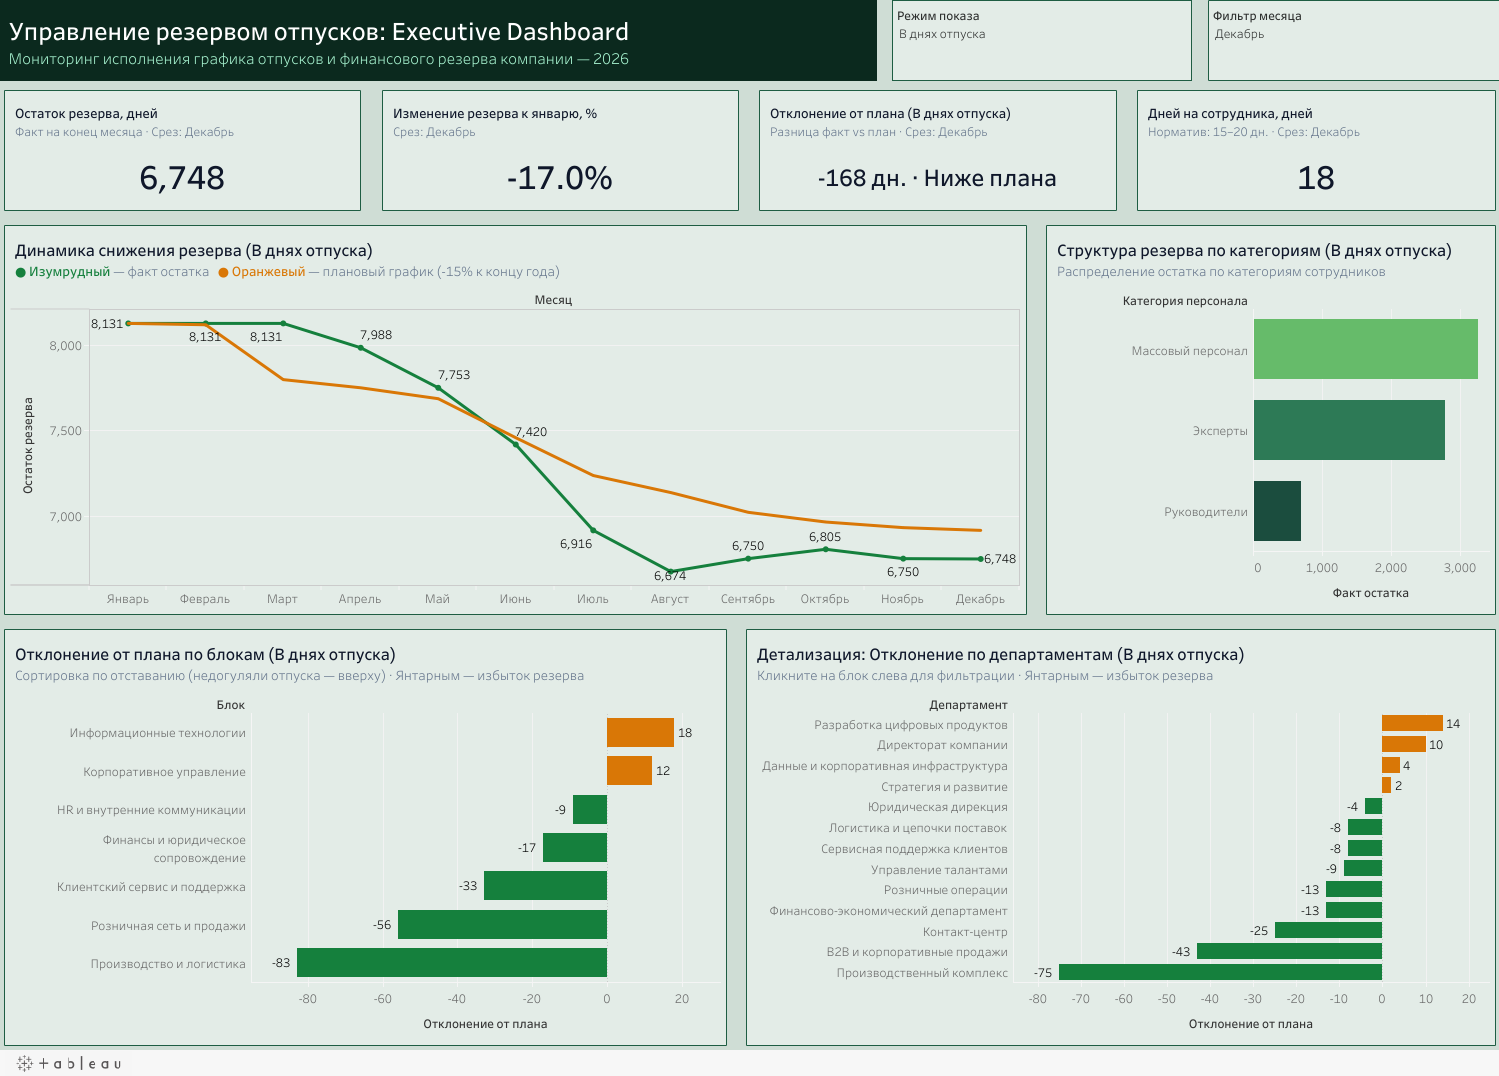 Управление резервом отпусков: Executive Dashboard
Мониторинг исполнения графика отпусков и финансового резерва компании — 2026
Режим показа
В днях отпуска
Фильтр месяца
Декабрь
Остаток резерва, дней
Факт на конец месяца · Срез: Декабрь
6,748
Изменение резерва к январю, %
Срез: Декабрь
-17.0%
Отклонение от плана (В днях отпуска)
Разница факт vs план · Срез: Декабрь
-168 дн. · Ниже плана
Дней на сотрудника, дней
Норматив: 15–20 дн. · Срез: Декабрь
18
Динамика снижения резерва (В днях отпуска)
● Изумрудный — факт остатка ● Оранжевый — плановый график (-15% к концу года)
Месяц
Остаток резерва
8,000
7,500
7,000
8,131
8,131
8,131
7,988
7,753
7,420
6,916
6,674
6,750
6,805
6,750
6,748
Январь Февраль Март Апрель Май Июнь Июль Август Сентябрь Октябрь Ноябрь Декабрь
Структура резерва по категориям (В днях отпуска)
Распределение остатка по категориям сотрудников
Категория персонала
Массовый персонал
Эксперты
Руководители
0 1,000 2,000 3,000
Факт остатка
Отклонение от плана по блокам (В днях отпуска)
Сортировка по отставанию (недогуляли отпуска — вверху) · Янтарным — избыток резерва
Блок
Информационные технологии 18
Корпоративное управление 12
HR и внутренние коммуникации -9
Финансы и юридическое
сопровождение -17
Клиентский сервис и поддержка -33
Розничная сеть и продажи -56
Производство и логистика -83
-80 -60 -40 -20 0 20
Отклонение от плана
Детализация: Отклонение по департаментам (В днях отпуска)
Кликните на блок слева для фильтрации · Янтарным — избыток резерва
Департамент
Разработка цифровых продуктов 14
Директорат компании 10
Данные и корпоративная инфраструктура 4
Стратегия и развитие 2
Юридическая дирекция -4
Логистика и цепочки поставок -8
Сервисная поддержка клиентов -8
Управление талантами -9
Розничные операции -13
Финансово-экономический департамент -13
Контакт-центр -25
B2B и корпоративные продажи -43
Производственный комплекс -75
-80 -70 -60 -50 -40 -30 -20 -10 0 10 20
Отклонение от плана
tableau